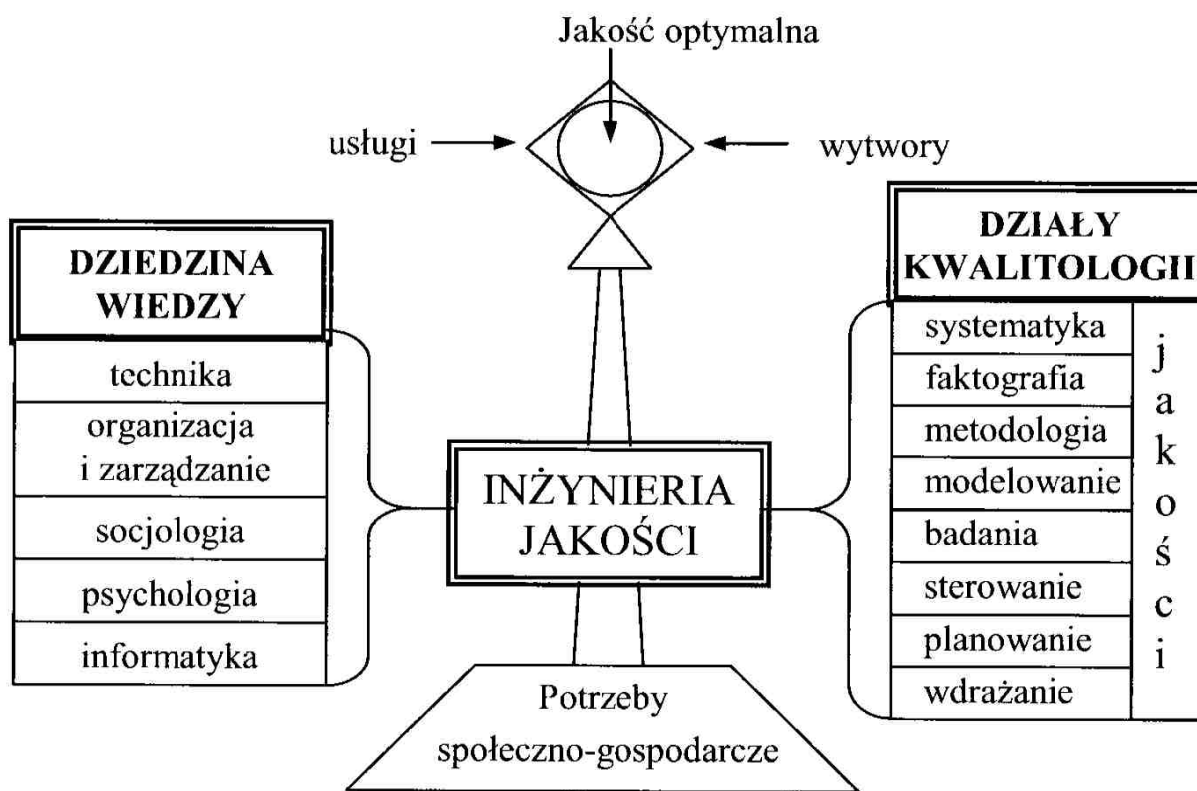 Jakość optymalna
usługi
wytwory
DZIEDZINA
WIEDZY
technika
organizacja
i zarządzanie
socjologia
psychologia
informatyka
INŻYNIERIA
JAKOŚCI
DZIAŁY
KWALITOLOGII
systematyka
faktografia
metodologia
modelowanie
badania
sterowanie
planowanie
wdrażanie
j
a
k
o
ś
c
i
Potrzeby
społeczno-gospodarcze